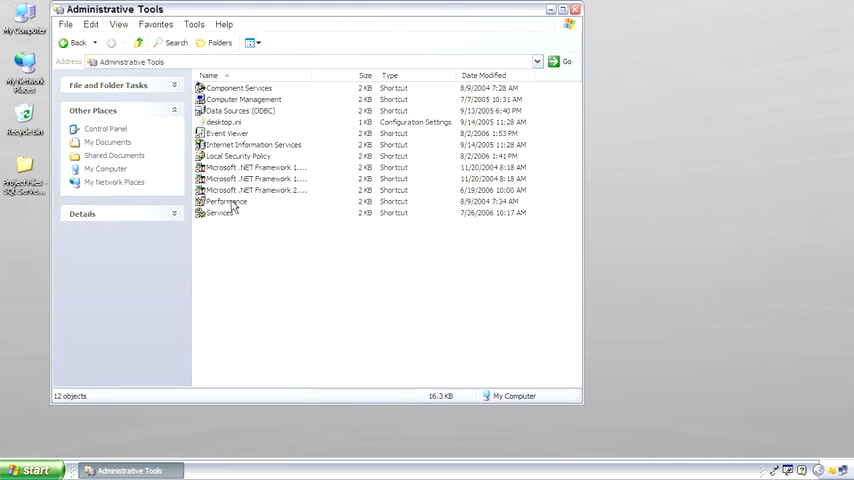 Administrative Tools
File Edit View Favorites Tools Help
Back Search Folders
Address Administrative Tools Go
File and Folder Tasks
Other Places
Control Panel
My Documents
Shared Documents
My Computer
My Network Places
Details
Name Size Type Date Modified
Component Services 2 KB Shortcut 8/9/2004 7:28 AM
Computer Management 2 KB Shortcut 7/7/2005 10:31 AM
Data Sources (ODBC) 2 KB Shortcut 9/13/2005 6:40 PM
desktop.ini 1 KB Configuration Settings 9/14/2005 11:28 AM
Event Viewer 2 KB Shortcut 8/2/2006 1:53 PM
Internet Information Services 2 KB Shortcut 9/14/2005 11:28 AM
Local Security Policy 2 KB Shortcut 8/2/2006 1:41 PM
Microsoft .NET Framework 1.... 2 KB Shortcut 11/20/2004 8:18 AM
Microsoft .NET Framework 1.... 2 KB Shortcut 11/20/2004 8:18 AM
Microsoft .NET Framework 2.... 2 KB Shortcut 6/19/2006 10:00 AM
Performance 2 KB Shortcut 8/9/2004 7:34 AM
Services 2 KB Shortcut 7/26/2006 10:17 AM
12 objects 16.3 KB My Computer
My Computer
My Network
Places
Recycle Bin
Project Files -
SQL Serve...
start Administrative Tools